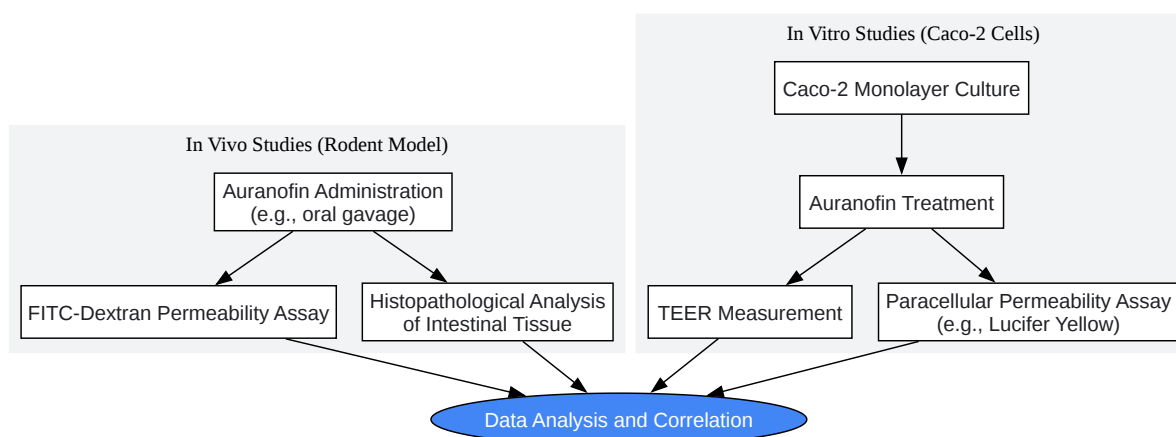 In Vivo Studies (Rodent Model)
Auranofin Administration
(e.g., oral gavage)
FITC-Dextran Permeability Assay
Histopathological Analysis
of Intestinal Tissue
In Vitro Studies (Caco-2 Cells)
Caco-2 Monolayer Culture
Auranofin Treatment
TEER Measurement
Paracellular Permeability Assay
(e.g., Lucifer Yellow)
Data Analysis and Correlation